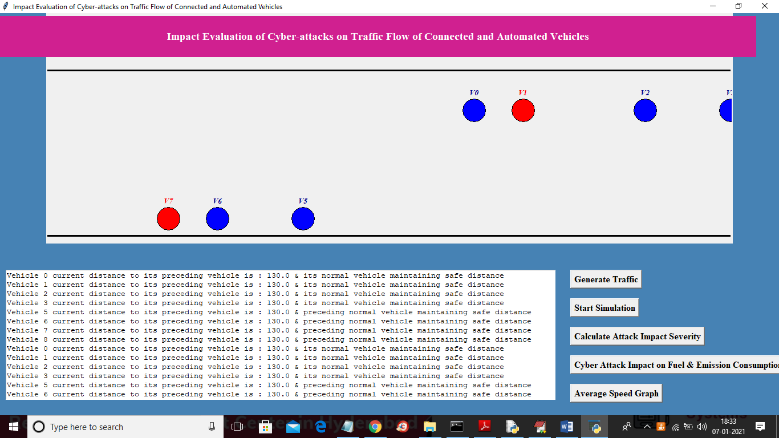 Impact Evaluation of Cyber-attacks on Traffic Flow of Connected and Automated Vehicles
Impact Evaluation of Cyber-attacks on Traffic Flow of Connected and Automated Vehicles
V0 V1 V2
V7 V6 V5
Vehicle 0 current distance to its preceding vehicle is : 130.0 & its normal vehicle maintaining safe distance
Vehicle 1 current distance to its preceding vehicle is : 130.0 & its normal vehicle maintaining safe distance
Vehicle 2 current distance to its preceding vehicle is : 130.0 & its normal vehicle maintaining safe distance
Vehicle 3 current distance to its preceding vehicle is : 130.0 & its normal vehicle maintaining safe distance
Vehicle 5 current distance to its preceding vehicle is : 130.0 & preceding normal vehicle maintaining safe distance
Vehicle 6 current distance to its preceding vehicle is : 130.0 & preceding normal vehicle maintaining safe distance
Vehicle 7 current distance to its preceding vehicle is : 130.0 & preceding normal vehicle maintaining safe distance
Vehicle 8 current distance to its preceding vehicle is : 130.0 & preceding normal vehicle maintaining safe distance
Vehicle 0 current distance to its preceding vehicle is : 130.0 & its normal vehicle maintaining safe distance
Vehicle 1 current distance to its preceding vehicle is : 130.0 & its normal vehicle maintaining safe distance
Vehicle 2 current distance to its preceding vehicle is : 130.0 & its normal vehicle maintaining safe distance
Vehicle 3 current distance to its preceding vehicle is : 130.0 & its normal vehicle maintaining safe distance
Vehicle 5 current distance to its preceding vehicle is : 130.0 & preceding normal vehicle maintaining safe distance
Vehicle 6 current distance to its preceding vehicle is : 130.0 & preceding normal vehicle maintaining safe distance
Generate Traffic
Start Simulation
Calculate Attack Impact Severity
Cyber Attack Impact on Fuel & Emission Consumptio
Average Speed Graph
Type here to search
18:33
07-01-2021